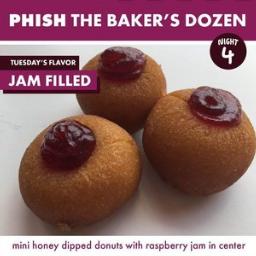 PHISH THE BAKER'S DOZEN
NIGHT
4
TUESDAY'S FLAVOR
JAM FILLED
mini honey dipped donuts with raspberry jam in center